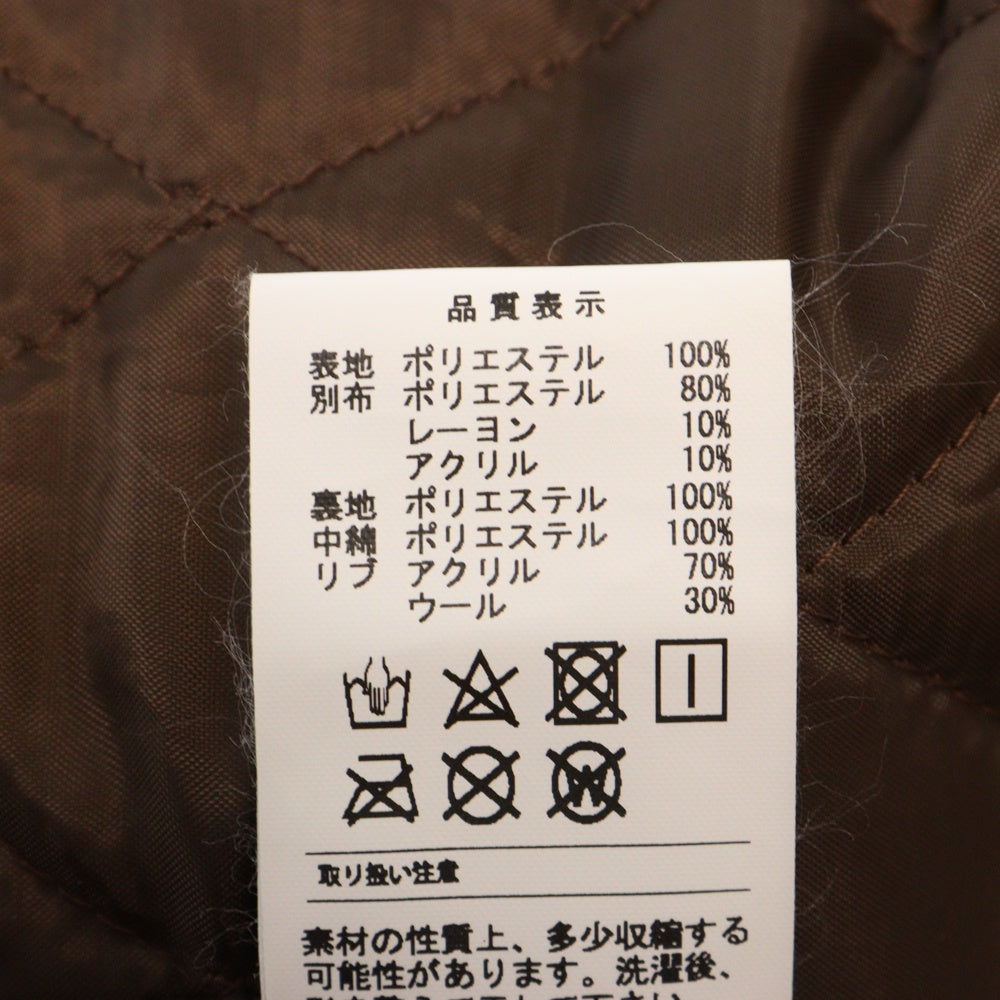 品質表示
表地 ポリエステル 100%
別布 ポリエステル 80%
レーヨン 10%
アクリル 10%
裏地 ポリエステル 100%
中綿 ポリエステル 100%
リブ アクリル 70%
ウール 30%
W
取り扱い注意
素材の性質上、多少収縮する
可能性があります。洗濯後、